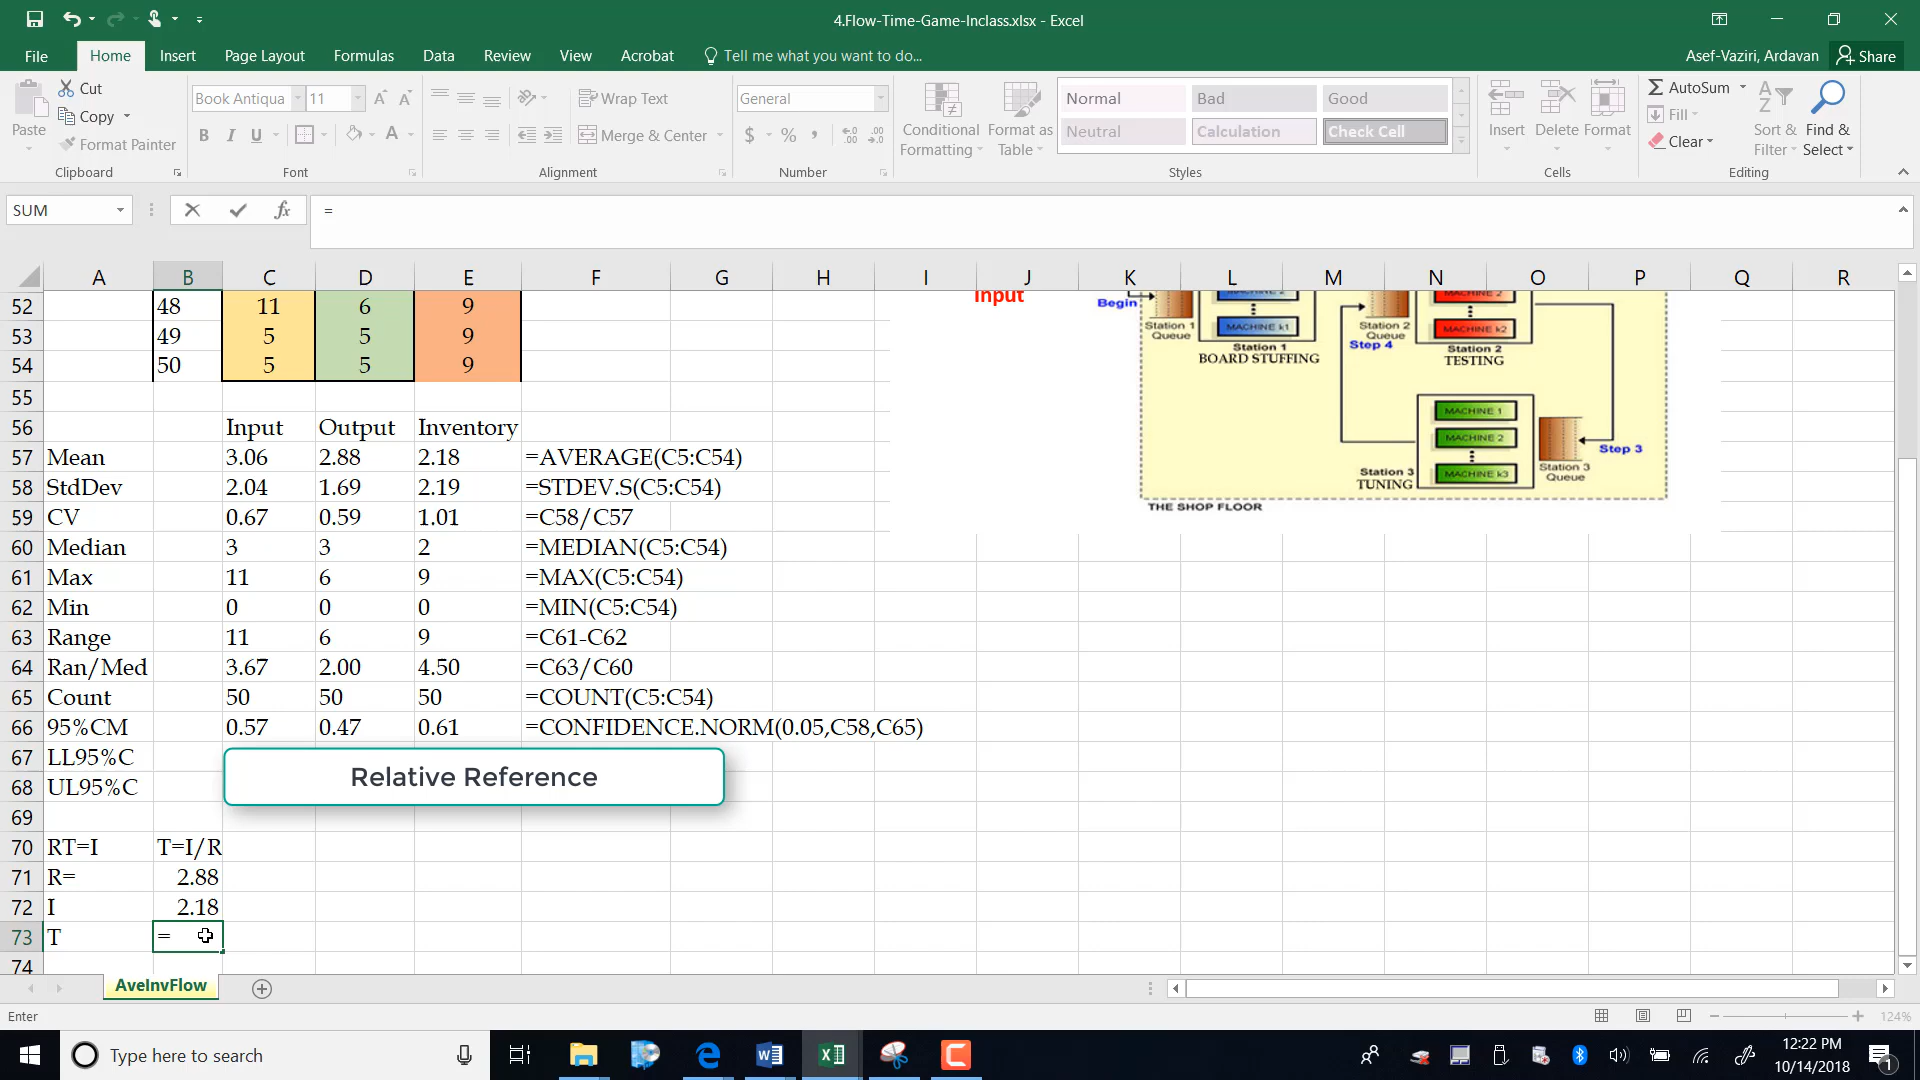 4.Flow-Time-Game-Inclass.xlsx - Excel
File Home Insert Page Layout Formulas Data Review View Acrobat Tell me what you want to do... Asef-Vaziri, Ardavan Share
Paste Cut Copy Format Painter
Book Antiqua 11
B I U A
Wrap Text
Merge & Center
General
$ % ,
Conditional Formatting
Format as Table
Normal Bad Good
Neutral Calculation Check Cell
Insert Delete Format
AutoSum Fill Clear
Sort & Filter
Find & Select
Clipboard Font Alignment Number Styles Cells Editing
SUM fx =
A B C D E F G H I J K L M N O P Q R
52 48 11 6 9
53 49 5 5 9
54 50 5 5 9
55
56 Input Output Inventory
57 Mean 3.06 2.88 2.18 =AVERAGE(C5:C54)
58 StdDev 2.04 1.69 2.19 =STDEV.S(C5:C54)
59 CV 0.67 0.59 1.01 =C58/C57
60 Median 3 3 2 =MEDIAN(C5:C54)
61 Max 11 6 9 =MAX(C5:C54)
62 Min 0 0 0 =MIN(C5:C54)
63 Range 11 6 9 =C61-C62
64 Ran/Med 3.67 2.00 4.50 =C63/C60
65 Count 50 50 50 =COUNT(C5:C54)
66 95%CM 0.57 0.47 0.61 =CONFIDENCE.NORM(0.05,C58,C65)
67 LL95%C
68 UL95%C
Relative Reference
69
70 RT=I T=I/R
71 R= 2.88
72 I 2.18
73 T =
74
Input
Begin
Station 1 Queue
MACHINE k1
Station 1
BOARD STUFFING
Station 2 Queue
Step 4
MACHINE k2
Station 2
TESTING
MACHINE 1
MACHINE 2
MACHINE k3
Station 3
TUNING
Station 3 Queue
Step 3
THE SHOP FLOOR
AveInvFlow
Enter
124%
Type here to search
12:22 PM
10/14/2018
1